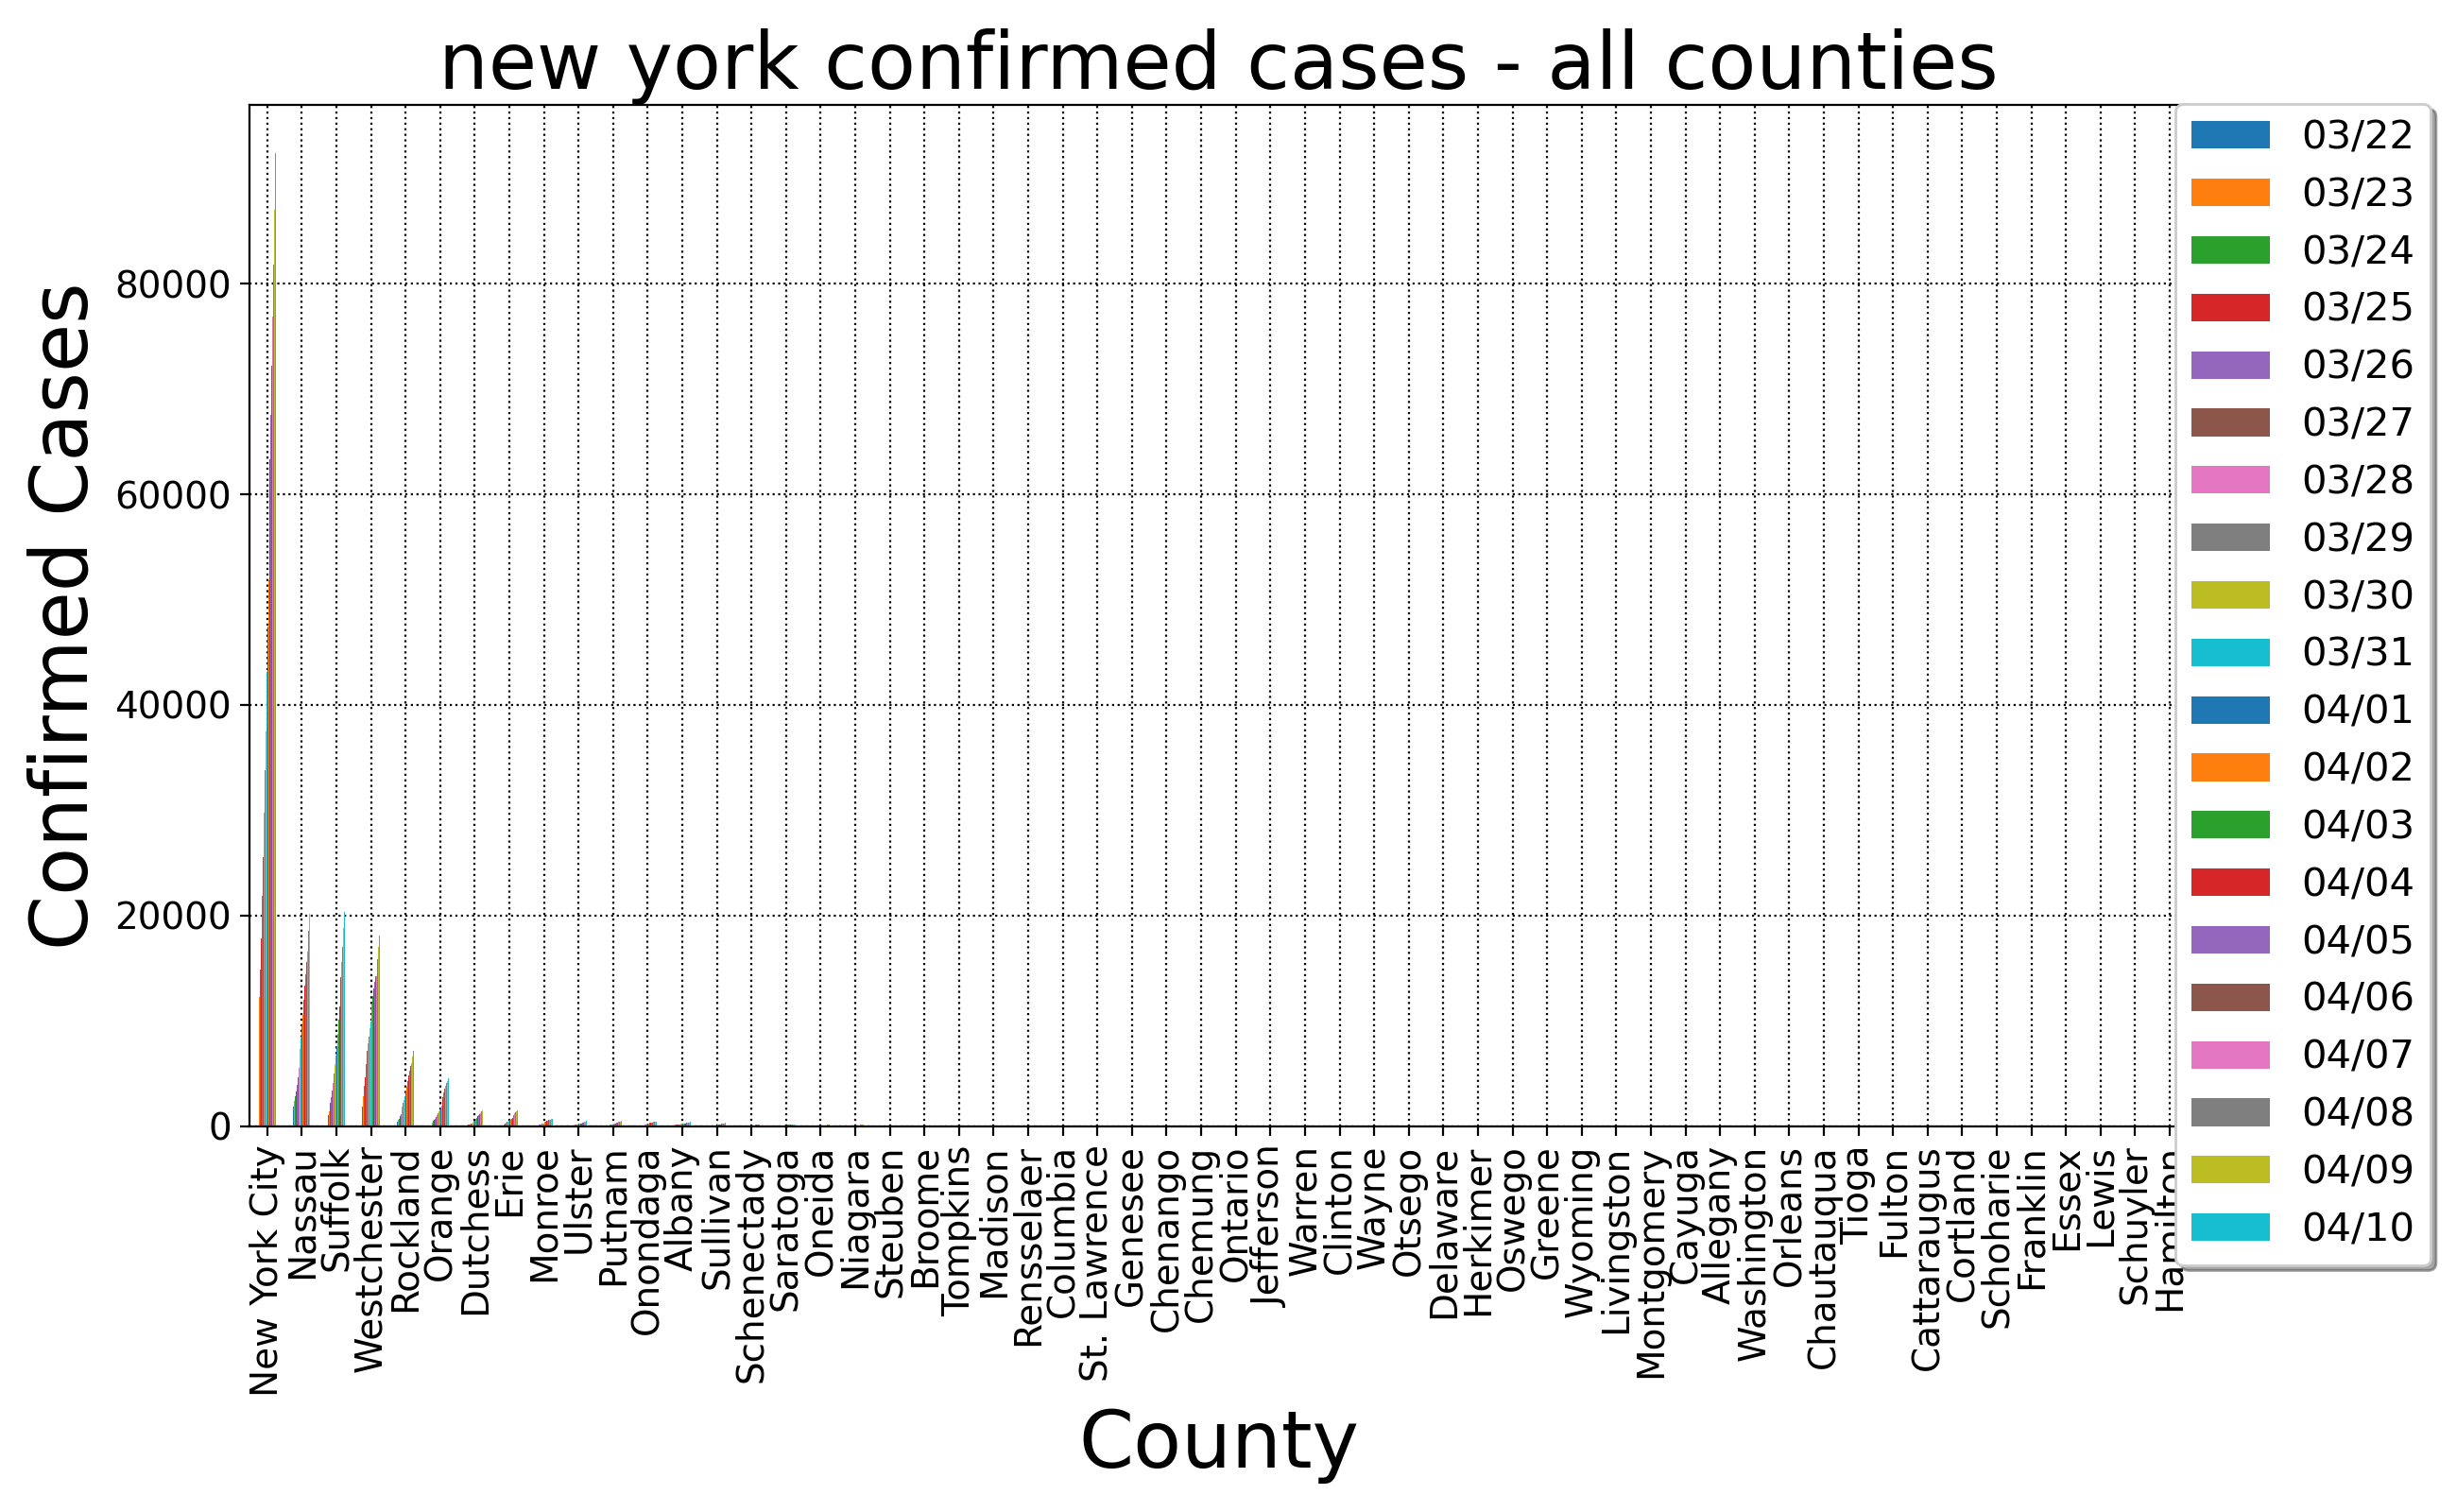 new york confirmed cases - all counties
Confirmed Cases
80000
60000
40000
20000
0
New York City
Nassau
Suffolk
Westchester
Rockland
Orange
Dutchess
Erie
Monroe
Ulster
Putnam
Onondaga
Albany
Sullivan
Schenectady
Saratoga
Oneida
Niagara
Steuben
Broome
Tompkins
Madison
Rensselaer
Columbia
St. Lawrence
Genesee
Chenango
Chemung
Ontario
Jefferson
Warren
Clinton
Wayne
Otsego
Delaware
Herkimer
Oswego
Greene
Wyoming
Livingston
Montgomery
Cayuga
Allegany
Washington
Orleans
Chautauqua
Tioga
Fulton
Cattaraugus
Cortland
Schoharie
Franklin
Essex
Lewis
Schuyler
Hamilton
County
03/22
03/23
03/24
03/25
03/26
03/27
03/28
03/29
03/30
03/31
04/01
04/02
04/03
04/04
04/05
04/06
04/07
04/08
04/09
04/10